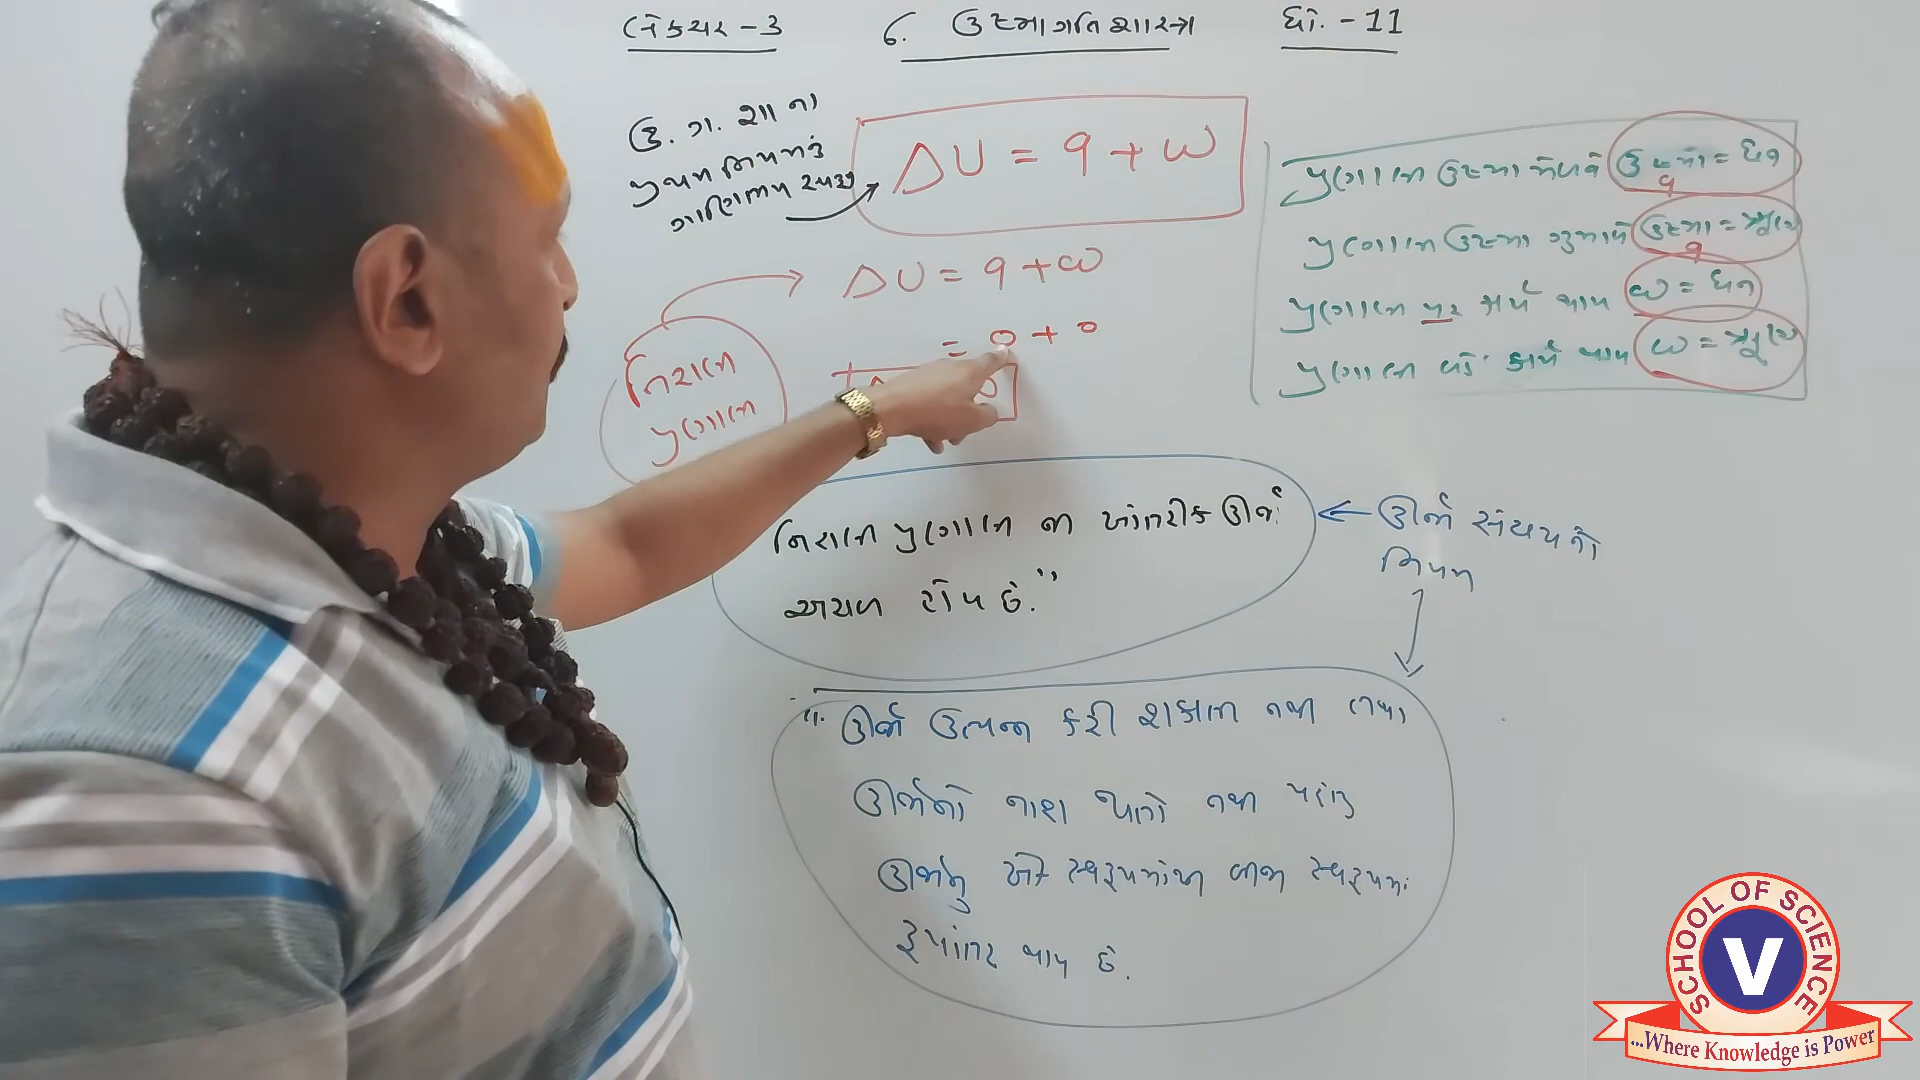 લેકચર - 3
6. ઉષ્માગતિશાસ્ત્ર
ધો. - 11
ઉ. ગ. શા ના
પ્રથમ નિયમનું
ગાણિતિય સ્વરૂપ
ΔU = q + w
ΔU = q + w
= 0 + 0
નિરાળી
પ્રણાલી
પ્રણાલી ઉષ્મા મેળવે ઉષ્મા = ધન
q
પ્રણાલી ઉષ્મા ગુમાવે ઉષ્મા = ઋણ
q
પ્રણાલી પર કાર્ય થાય w = ધન
પ્રણાલી વડે કાર્ય થાય w = ઋણ
નિરાળી પ્રણાલી ની આંતરીક ઊર્જા
અચળ હોય છે."
ઊર્જા સંચયનો
નિયમ
" ઊર્જા ઉત્પન્ન કરી શકાતી નથી તથા
ઊર્જાનો નાશ થતો નથી પરંતુ
ઊર્જાનું એક સ્વરૂપમાંથી બીજા સ્વરૂપમાં
રૂપાંતર થાય છે.
SCHOOL OF SCIENCE
V
...Where Knowledge is Power